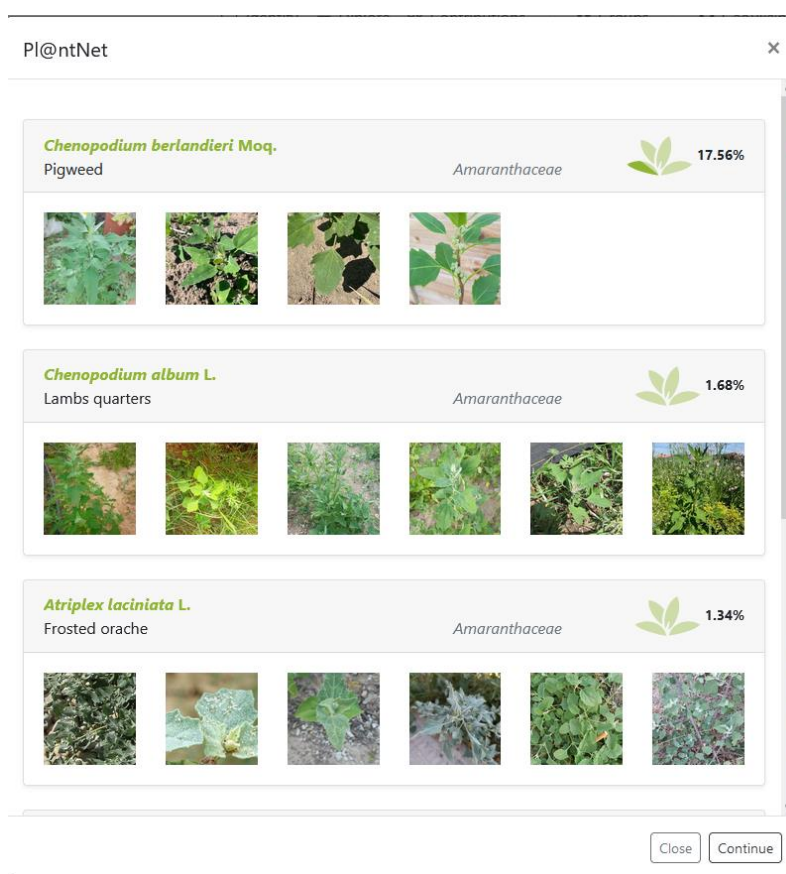 Pl@ntNet
×
Chenopodium berlandieri Moq.
Pigweed
Amaranthaceae
17.56%
Chenopodium album L.
Lambs quarters
Amaranthaceae
1.68%
Atriplex laciniata L.
Frosted orache
Amaranthaceae
1.34%
Close
Continue